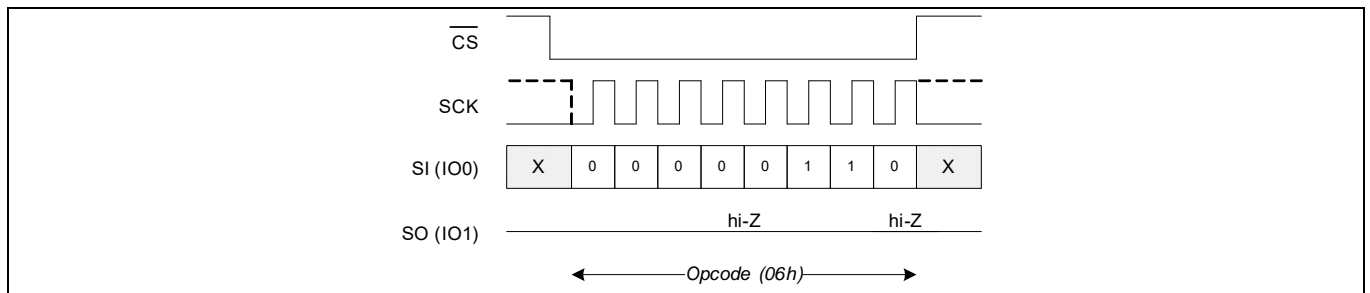 CS
SCK
SI (IO0) X 0 0 0 0 0 1 1 0 X
hi-Z hi-Z
SO (IO1)
Opcode (06h)